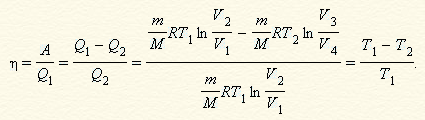 η = A/Q₁ = (Q₁ − Q₂)/Q₂ = (m/M RT₁ ln V₂/V₁ − m/M RT₂ ln V₃/V₄)/(m/M RT₁ ln V₂/V₁) = (T₁ − T₂)/T₁.